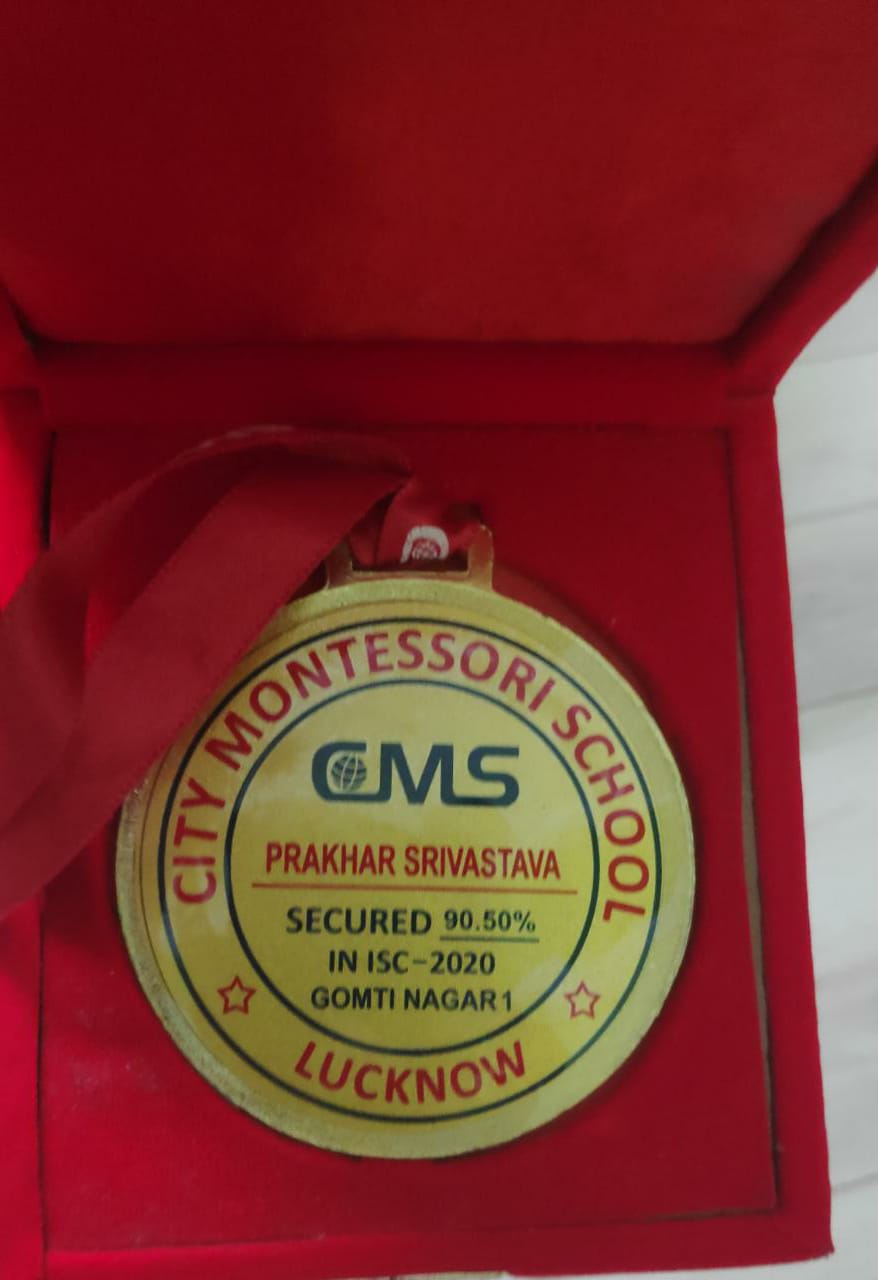 CITY MONTESSORI SCHOOL
CMS
PRAKHAR SRIVASTAVA
SECURED 90.50%
IN ISC-2020
GOMTI NAGAR 1
LUCKNOW